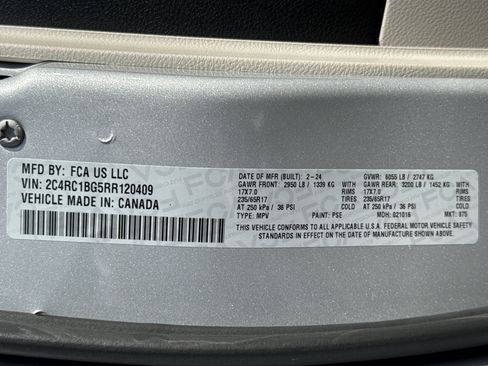 MFD BY: FCA US LLC
VIN: 2C4RC1BG5RR120409
VEHICLE MADE IN: CANADA
DATE OF MFR (BUILT): 2-24 GVWR: 6055 LB / 2747 KG
GAWR FRONT: 2950 LB / 1339 KG GAWR REAR: 3200 LB / 1452 KG
17X7.0 RIMS 17X7.0 RIMS
235/65R17 TIRES 235/65R17 TIRES
AT 250 kPa / 36 PSI AT 250 kPa / 36 PSI
TYPE: MPV PAINT: PSE MDH: 021016 MKT: 875
THIS VEHICLE CONFORMS TO ALL APPLICABLE U.S.A. FEDERAL MOTOR VEHICLE SAFETY
STANDARDS IN EFFECT ON THE DATE OF MANUFACTURE SHOWN ABOVE.